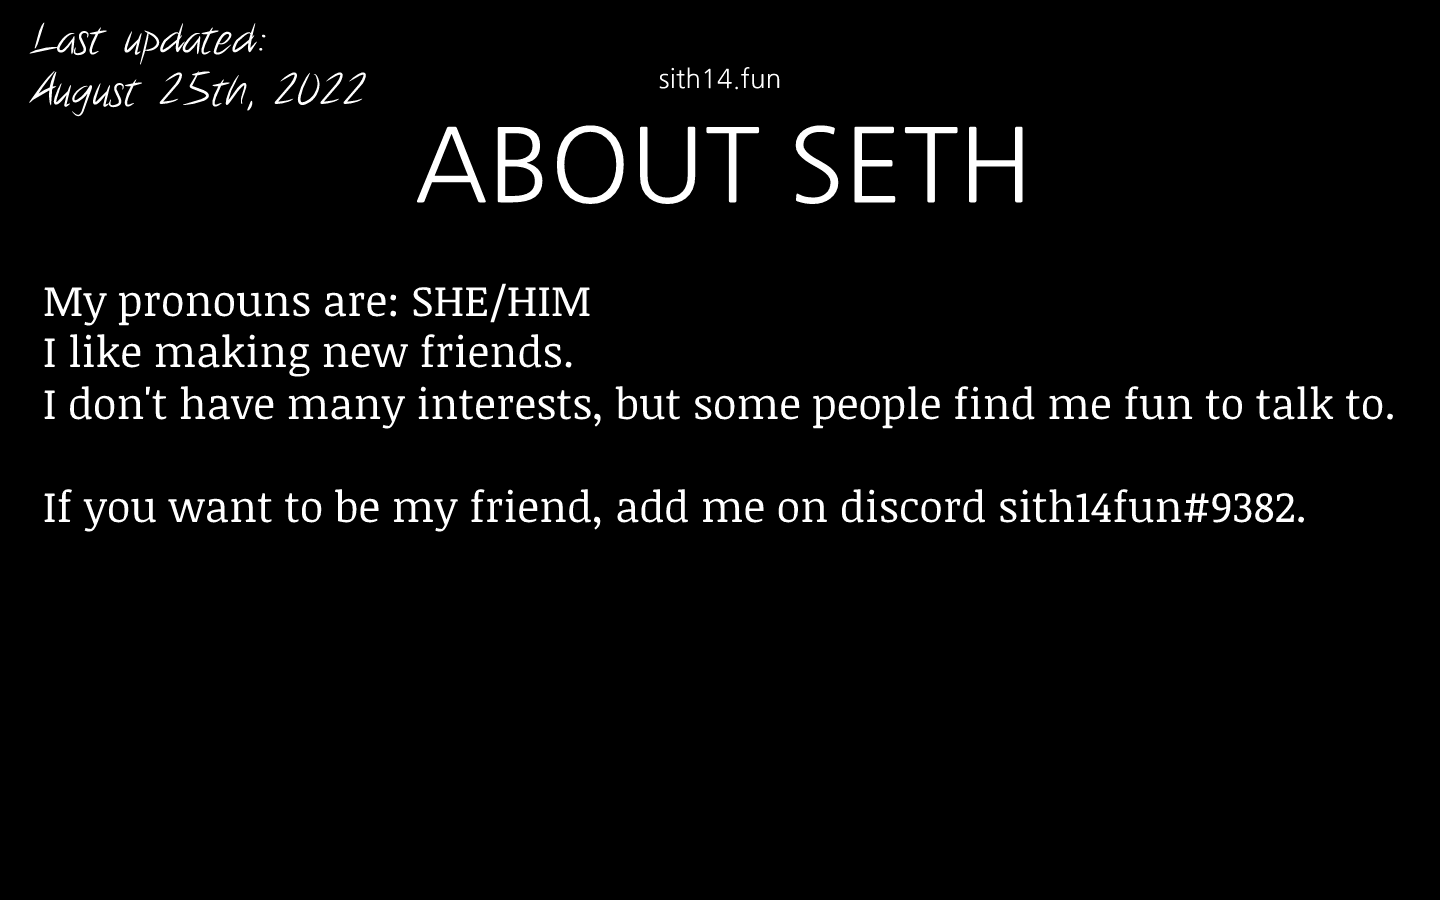 Last updated:
August 25th, 2022
sith14.fun
ABOUT SETH
My pronouns are: SHE/HIM
I like making new friends.
I don't have many interests, but some people find me fun to talk to.
If you want to be my friend, add me on discord sith14fun#9382.